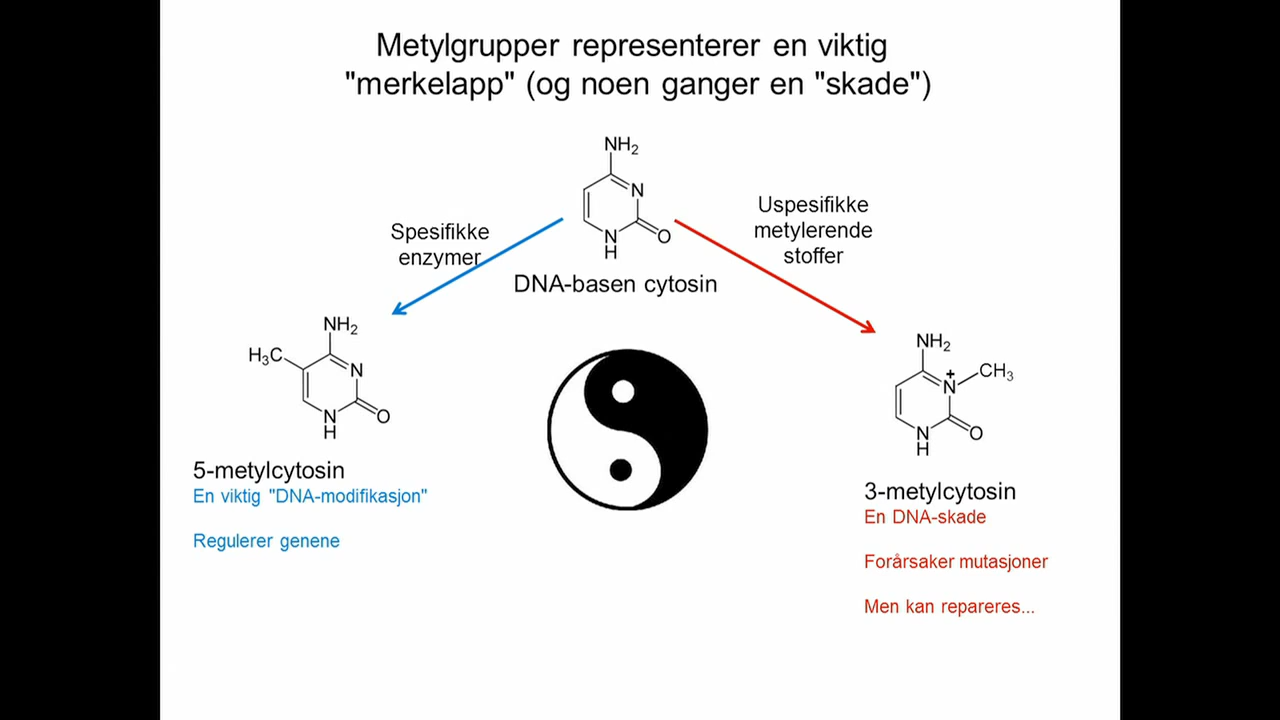 Metylgrupper representerer en viktig
"merkelapp" (og noen ganger en "skade")
NH2
N
N
H
O
DNA-basen cytosin
Spesifikke
enzymer
Uspesifikke
metylerende
stoffer
NH2
H3C
N
N
H
O
5-metylcytosin
En viktig "DNA-modifikasjon"
Regulerer genene
NH2
+
N
CH3
N
H
O
3-metylcytosin
En DNA-skade
Forårsaker mutasjoner
Men kan repareres...